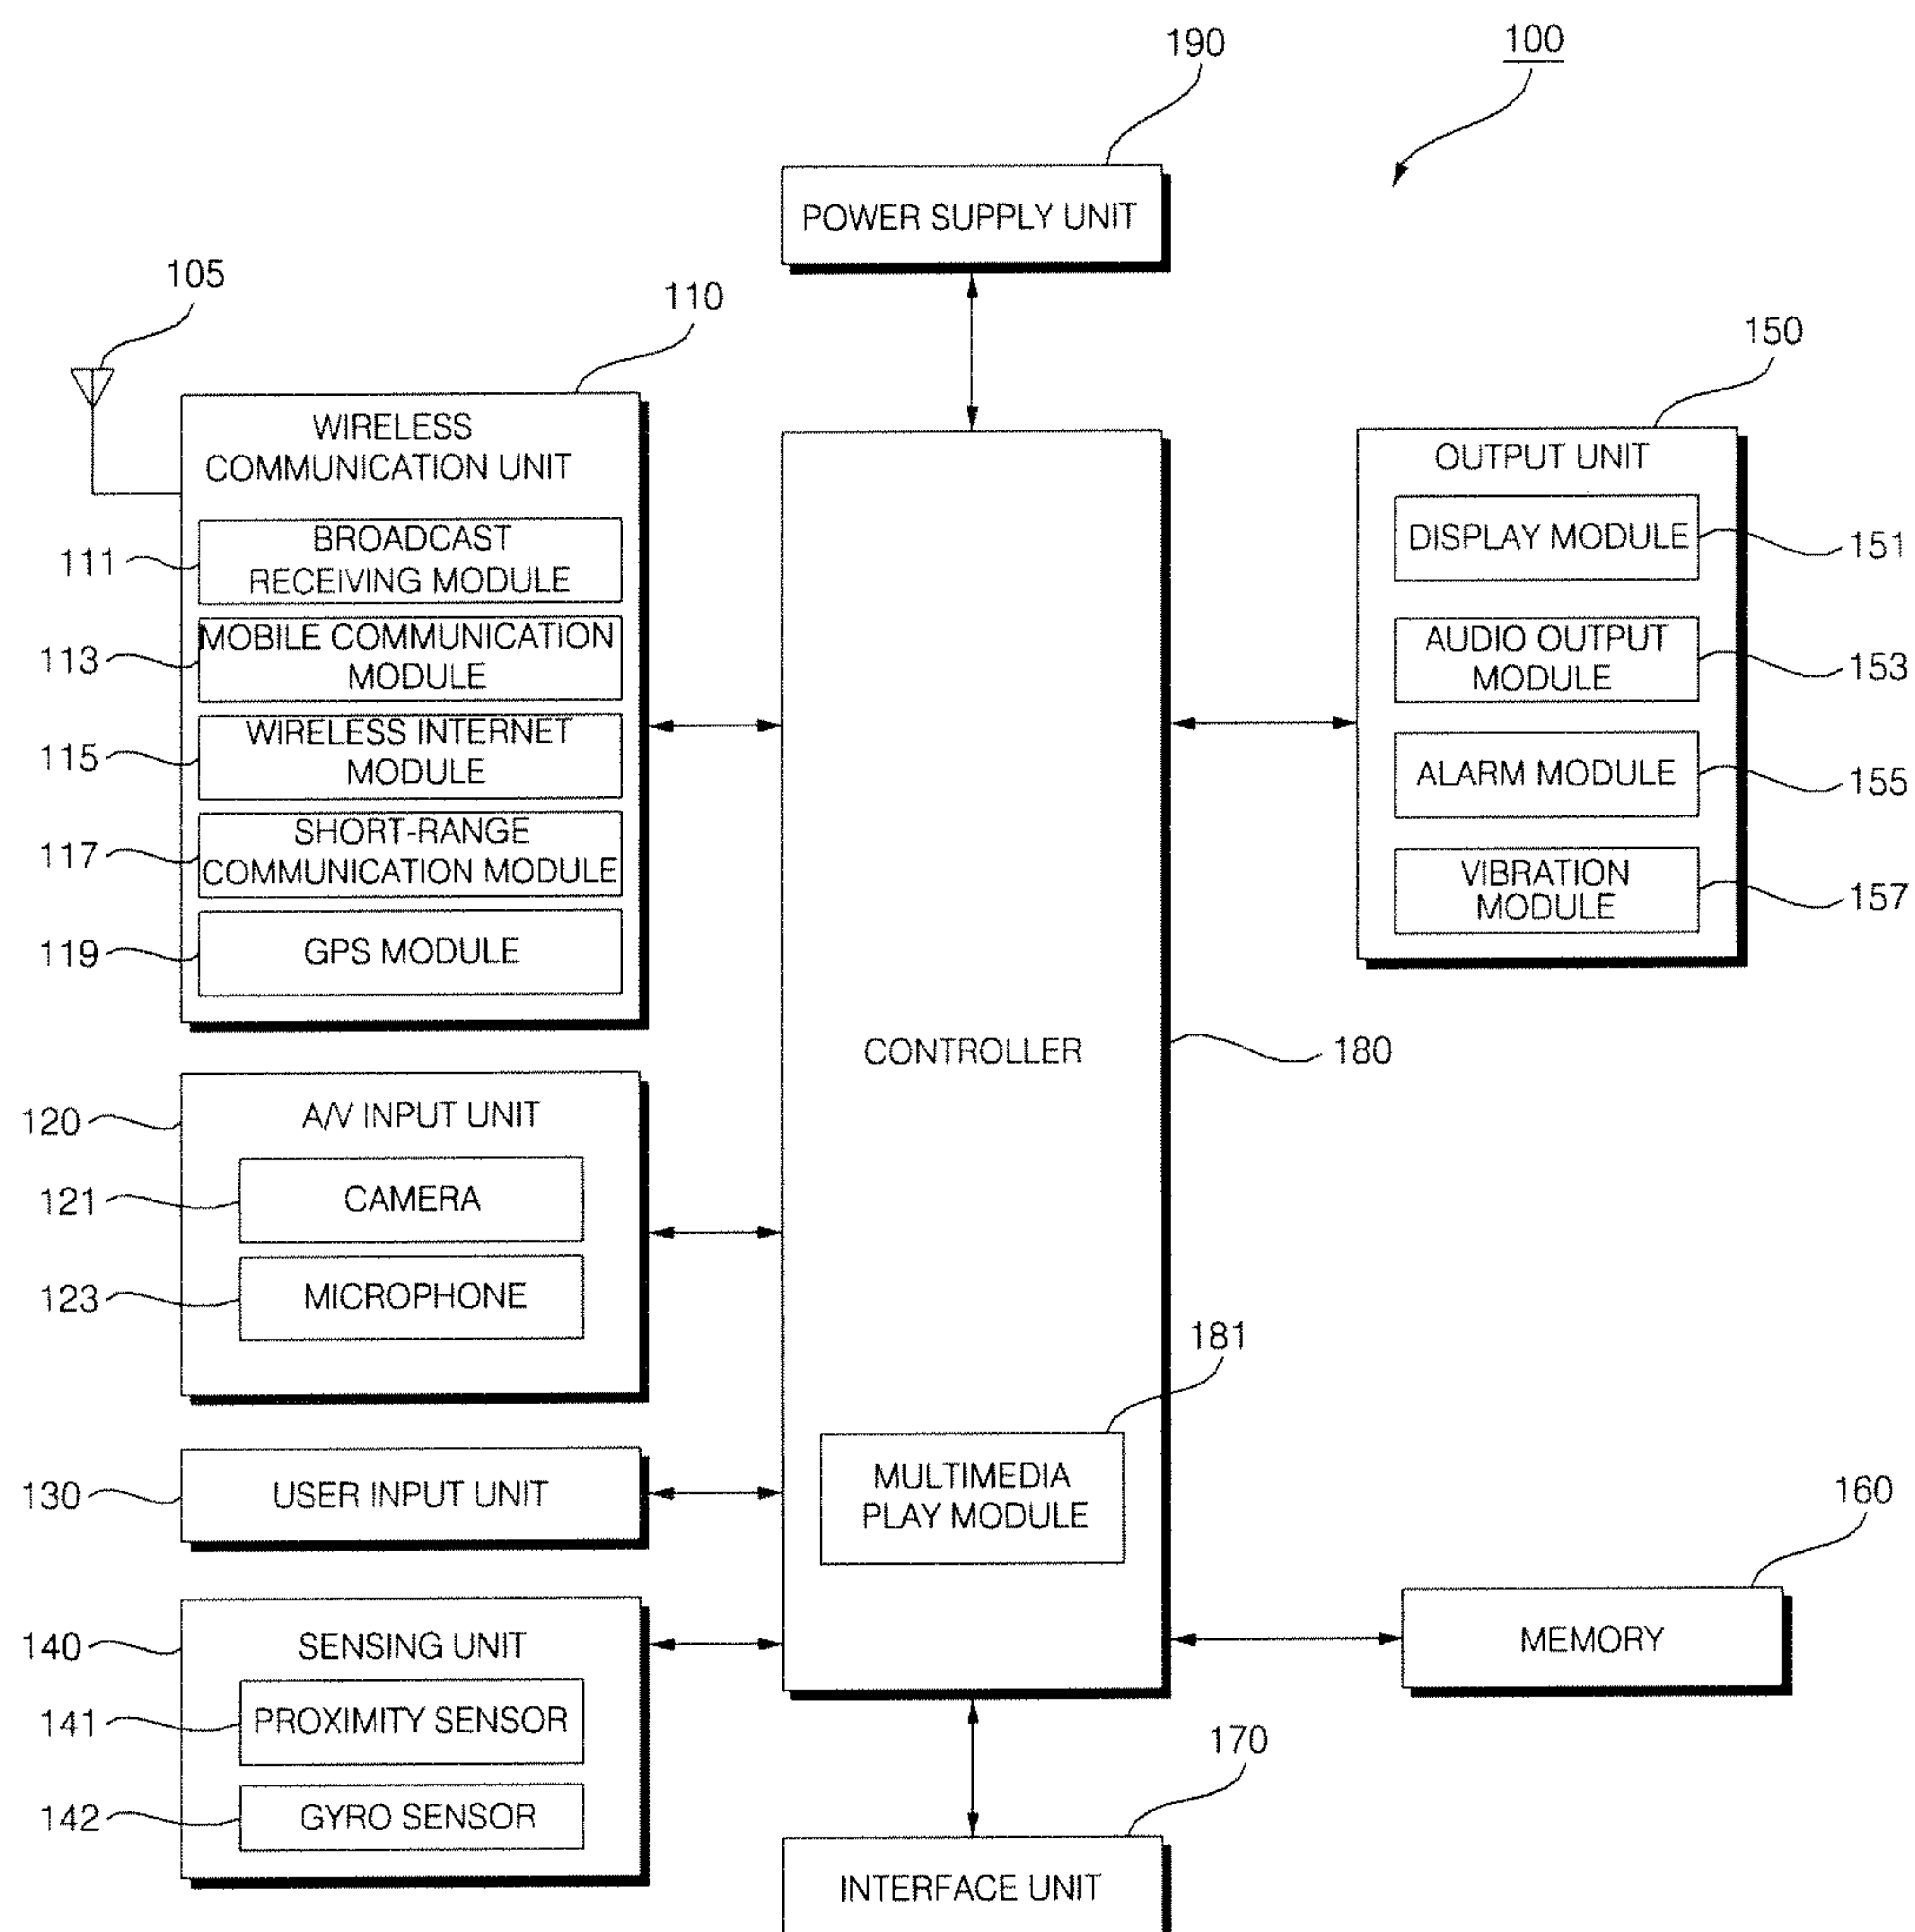 100
190
POWER SUPPLY UNIT
105
110
WIRELESS
COMMUNICATION UNIT
111
BROADCAST
RECEIVING MODULE
113
MOBILE COMMUNICATION
MODULE
115
WIRELESS INTERNET
MODULE
117
SHORT-RANGE
COMMUNICATION MODULE
119
GPS MODULE
120
A/V INPUT UNIT
121
CAMERA
123
MICROPHONE
130
USER INPUT UNIT
140
SENSING UNIT
141
PROXIMITY SENSOR
142
GYRO SENSOR
CONTROLLER
180
181
MULTIMEDIA
PLAY MODULE
150
OUTPUT UNIT
DISPLAY MODULE
151
AUDIO OUTPUT
MODULE
153
ALARM MODULE
155
VIBRATION
MODULE
157
160
MEMORY
170
INTERFACE UNIT